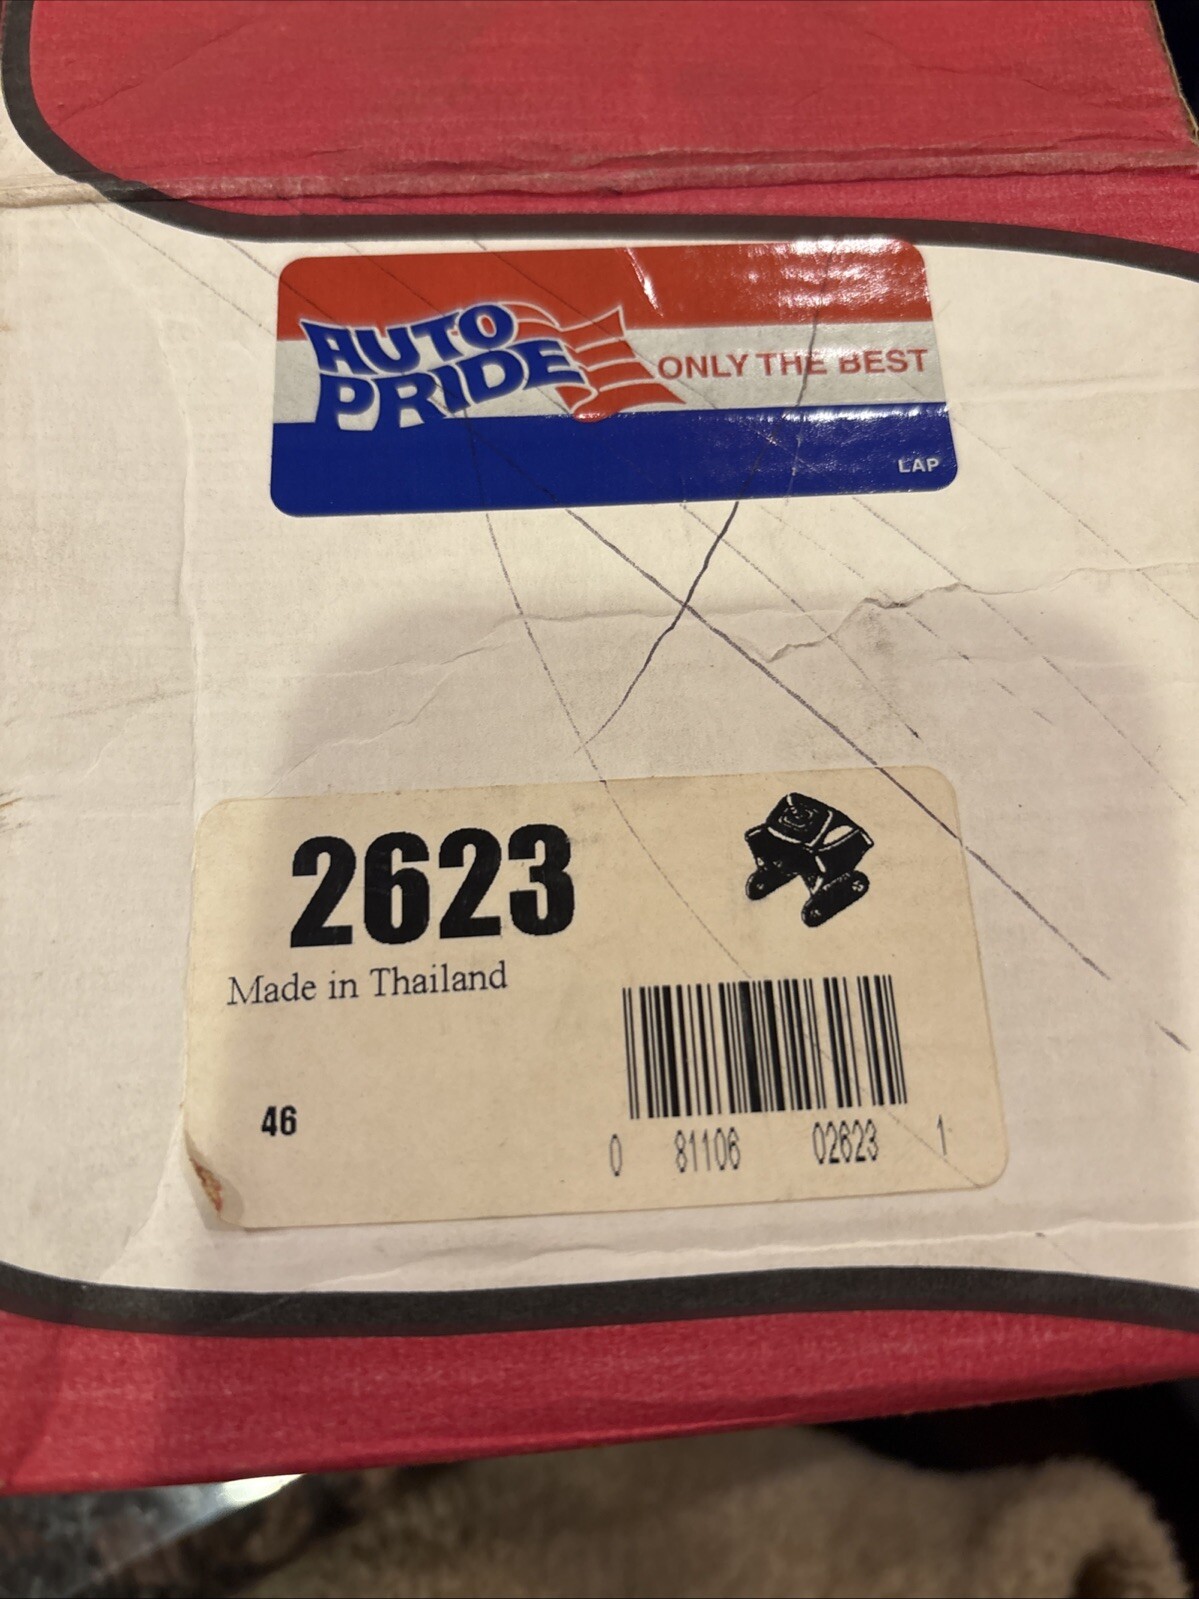 AUTO
PRIDE
ONLY THE BEST
LAP
2623
Made in Thailand
46
0 81106 02623 1